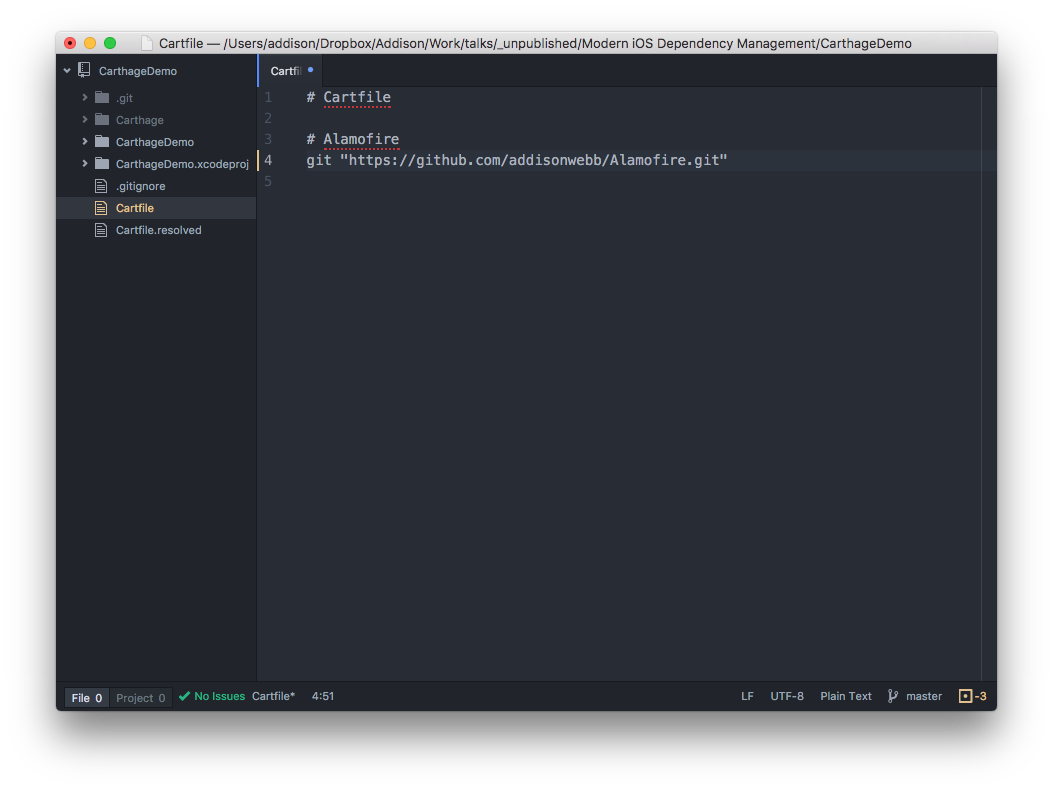 Cartfile — /Users/addison/Dropbox/Addison/Work/talks/_unpublished/Modern iOS Dependency Management/CarthageDemo
CarthageDemo
.git
Carthage
CarthageDemo
CarthageDemo.xcodeproj
.gitignore
Cartfile
Cartfile.resolved
Cartfi
1 # Cartfile
2
3 # Alamofire
4 git "https://github.com/addisonwebb/Alamofire.git"
5
File 0 Project 0 No Issues Cartfile* 4:51 LF UTF-8 Plain Text master -3